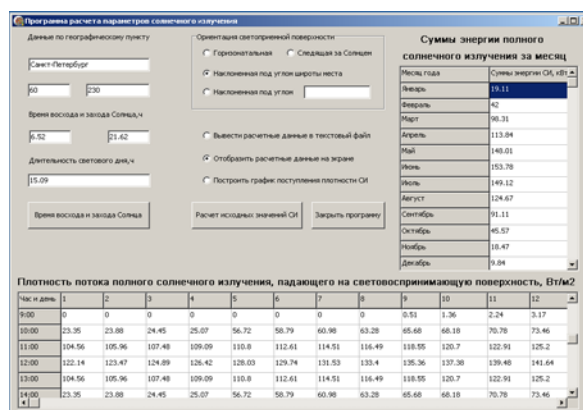 Программа расчета параметров солнечного излучения
Данные по географическому пункту
Санкт-Петербург
60 230
Время восхода и захода Солнца,ч
6.52 21.62
Длительность светового дня,ч
15.09
Время восхода и захода Солнца
Ориентация светоприемной поверхности
Горизонтальная Следящая за Солнцем
Наклоненная под углом широты места
Наклоненная под углом
Вывести расчетные данные в текстовый файл
Отобразить расчетные данные на экране
Построить график поступления плотности СИ
Расчет исходных значений СИ Закрыть программу
Суммы энергии полного
солнечного излучения за месяц
Месяц года Суммы энергии СИ, кВт
Январь 19.11
Февраль 42
Март 98.31
Апрель 113.84
Май 148.01
Июнь 153.78
Июль 149.12
Август 124.67
Сентябрь 91.11
Октябрь 45.57
Ноябрь 18.47
Декабрь 9.84
Плотность потока полного солнечного излучения, падающего на световоспринимающую поверхность, Вт/м2
Час и день 1 2 3 4 5 6 7 8 9 10 11 12
9:00 0 0 0 0 0 0 0 0 0.51 1.36 2.24 3.17
10:00 23.35 23.88 24.45 25.07 56.72 58.79 60.98 63.28 65.68 68.18 70.78 73.46
11:00 104.56 105.96 107.48 109.09 110.8 112.61 114.51 116.49 118.55 120.7 122.91 125.2
12:00 122.14 123.47 124.89 126.42 128.03 129.74 131.53 133.4 135.36 137.38 139.48 141.64
13:00 104.56 105.96 107.48 109.09 110.8 112.61 114.51 116.49 118.55 120.7 122.91 125.2
14:00 23.35 23.88 24.45 25.07 56.72 58.79 60.98 63.28 65.68 68.18 70.78 73.46